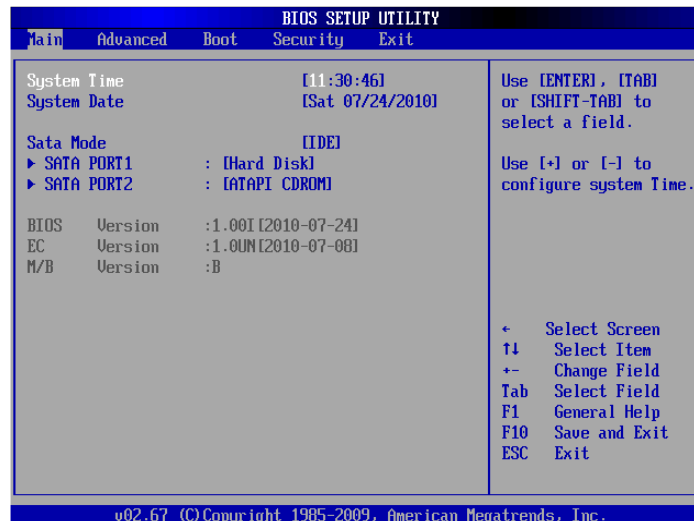 BIOS SETUP UTILITY
Main Advanced Boot Security Exit
System Time [11:30:46]
System Date [Sat 07/24/2010]
Sata Mode [IDE]
▶ SATA PORT1 : [Hard Disk]
▶ SATA PORT2 : [ATAPI CDROM]
BIOS Version :1.00I[2010-07-24]
EC Version :1.0UN[2010-07-08]
M/B Version :B
Use [ENTER], [TAB]
or [SHIFT-TAB] to
select a field.
Use [+] or [-] to
configure system Time.
← Select Screen
↑↓ Select Item
+- Change Field
Tab Select Field
F1 General Help
F10 Save and Exit
ESC Exit
v02.67 (C)Copyright 1985-2009, American Megatrends, Inc.